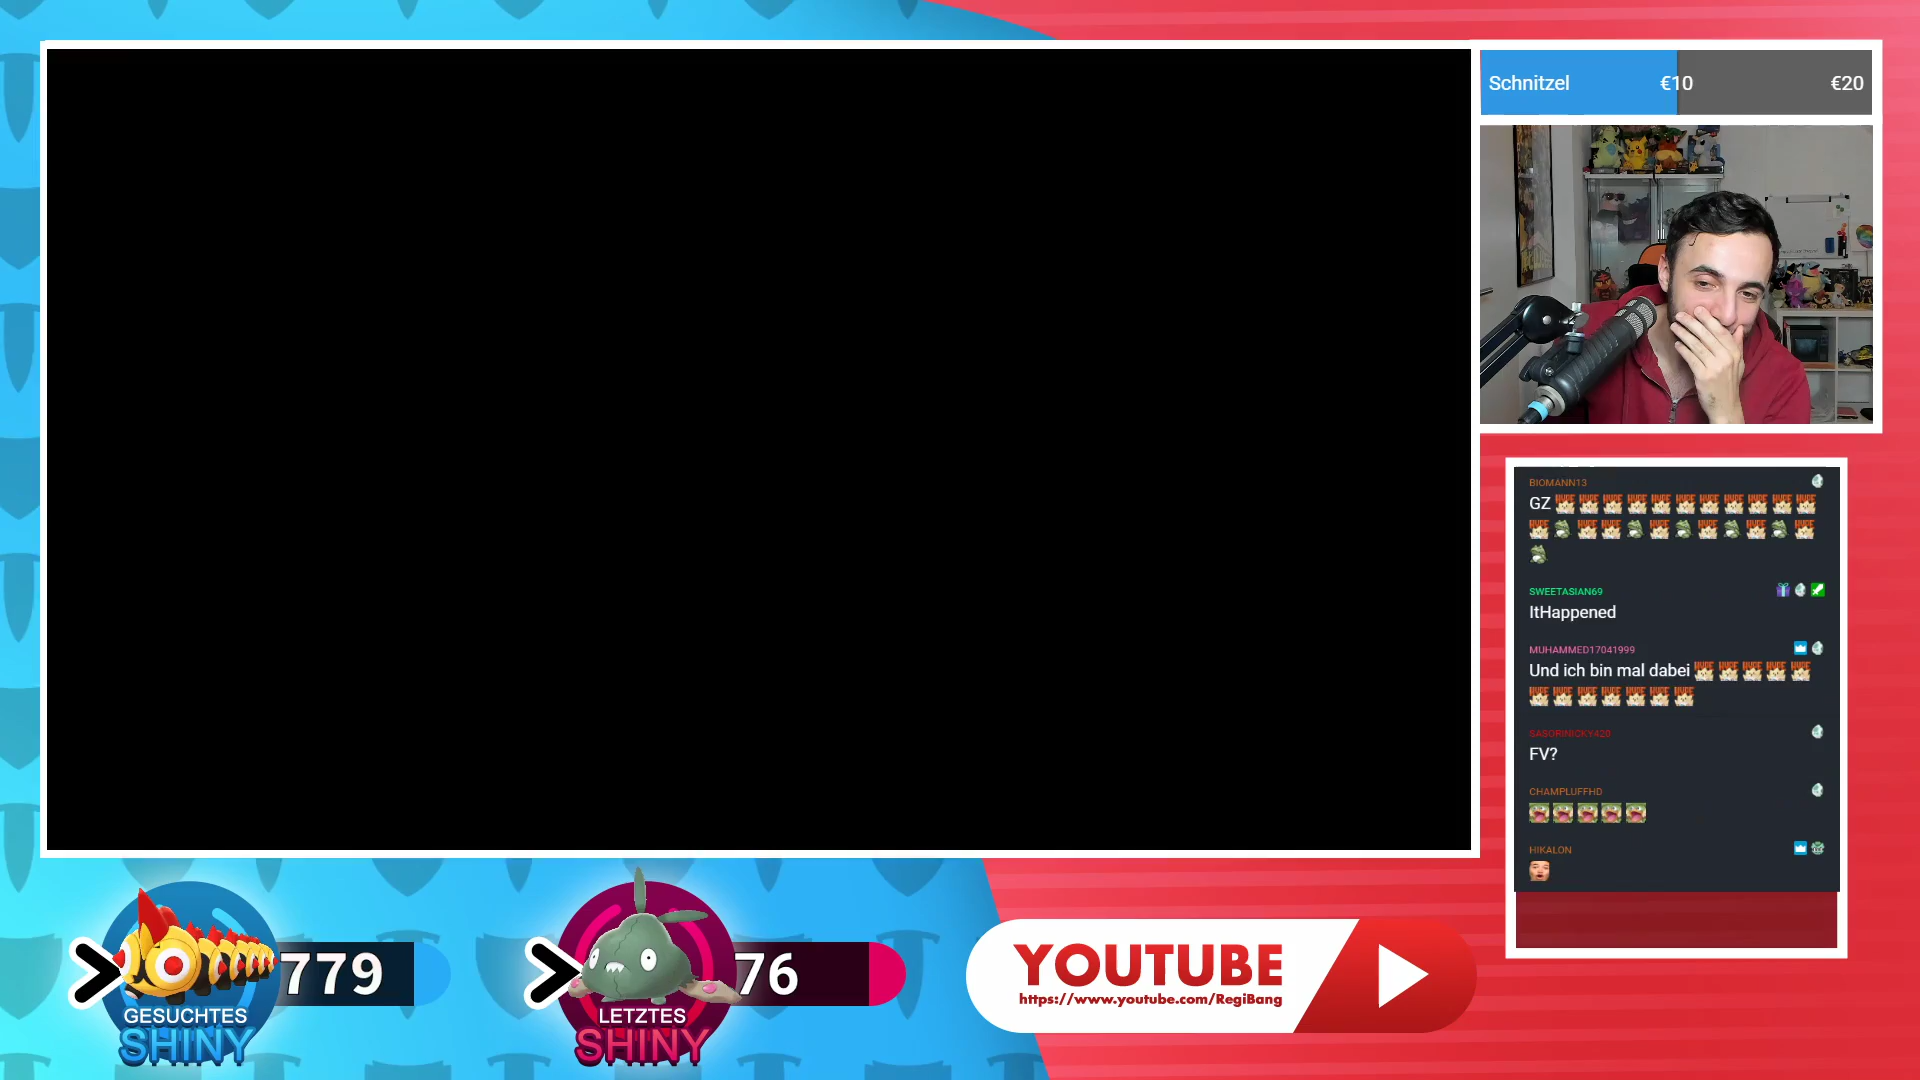 Schnitzel €10 €20
BIOMANN13
GZ
SWEETASIAN69
ItHappened
MUHAMMED17041999
Und ich bin mal dabei
SASORINICKY420
FV?
CHAMPLUFFHD
HIKALON
779
GESUCHTES
SHINY
76
LETZTES
SHINY
YOUTUBE
https://www.youtube.com/RegiBang